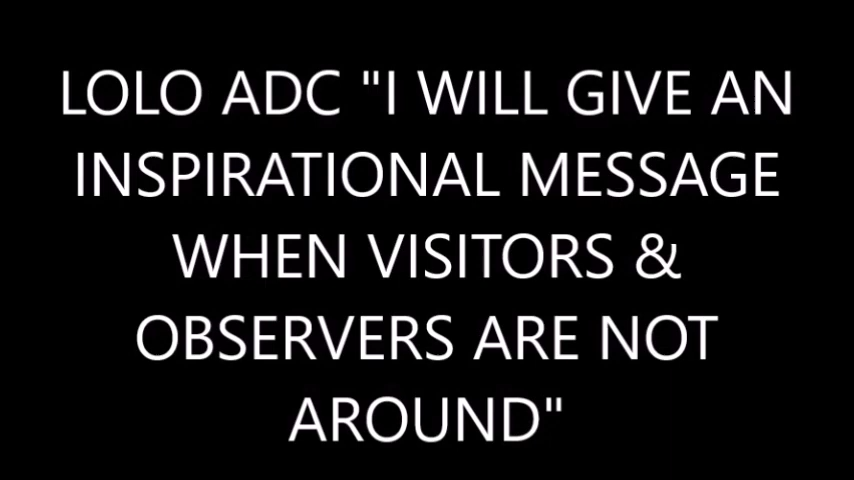 LOLO ADC "I WILL GIVE AN
INSPIRATIONAL MESSAGE
WHEN VISITORS &
OBSERVERS ARE NOT
AROUND"